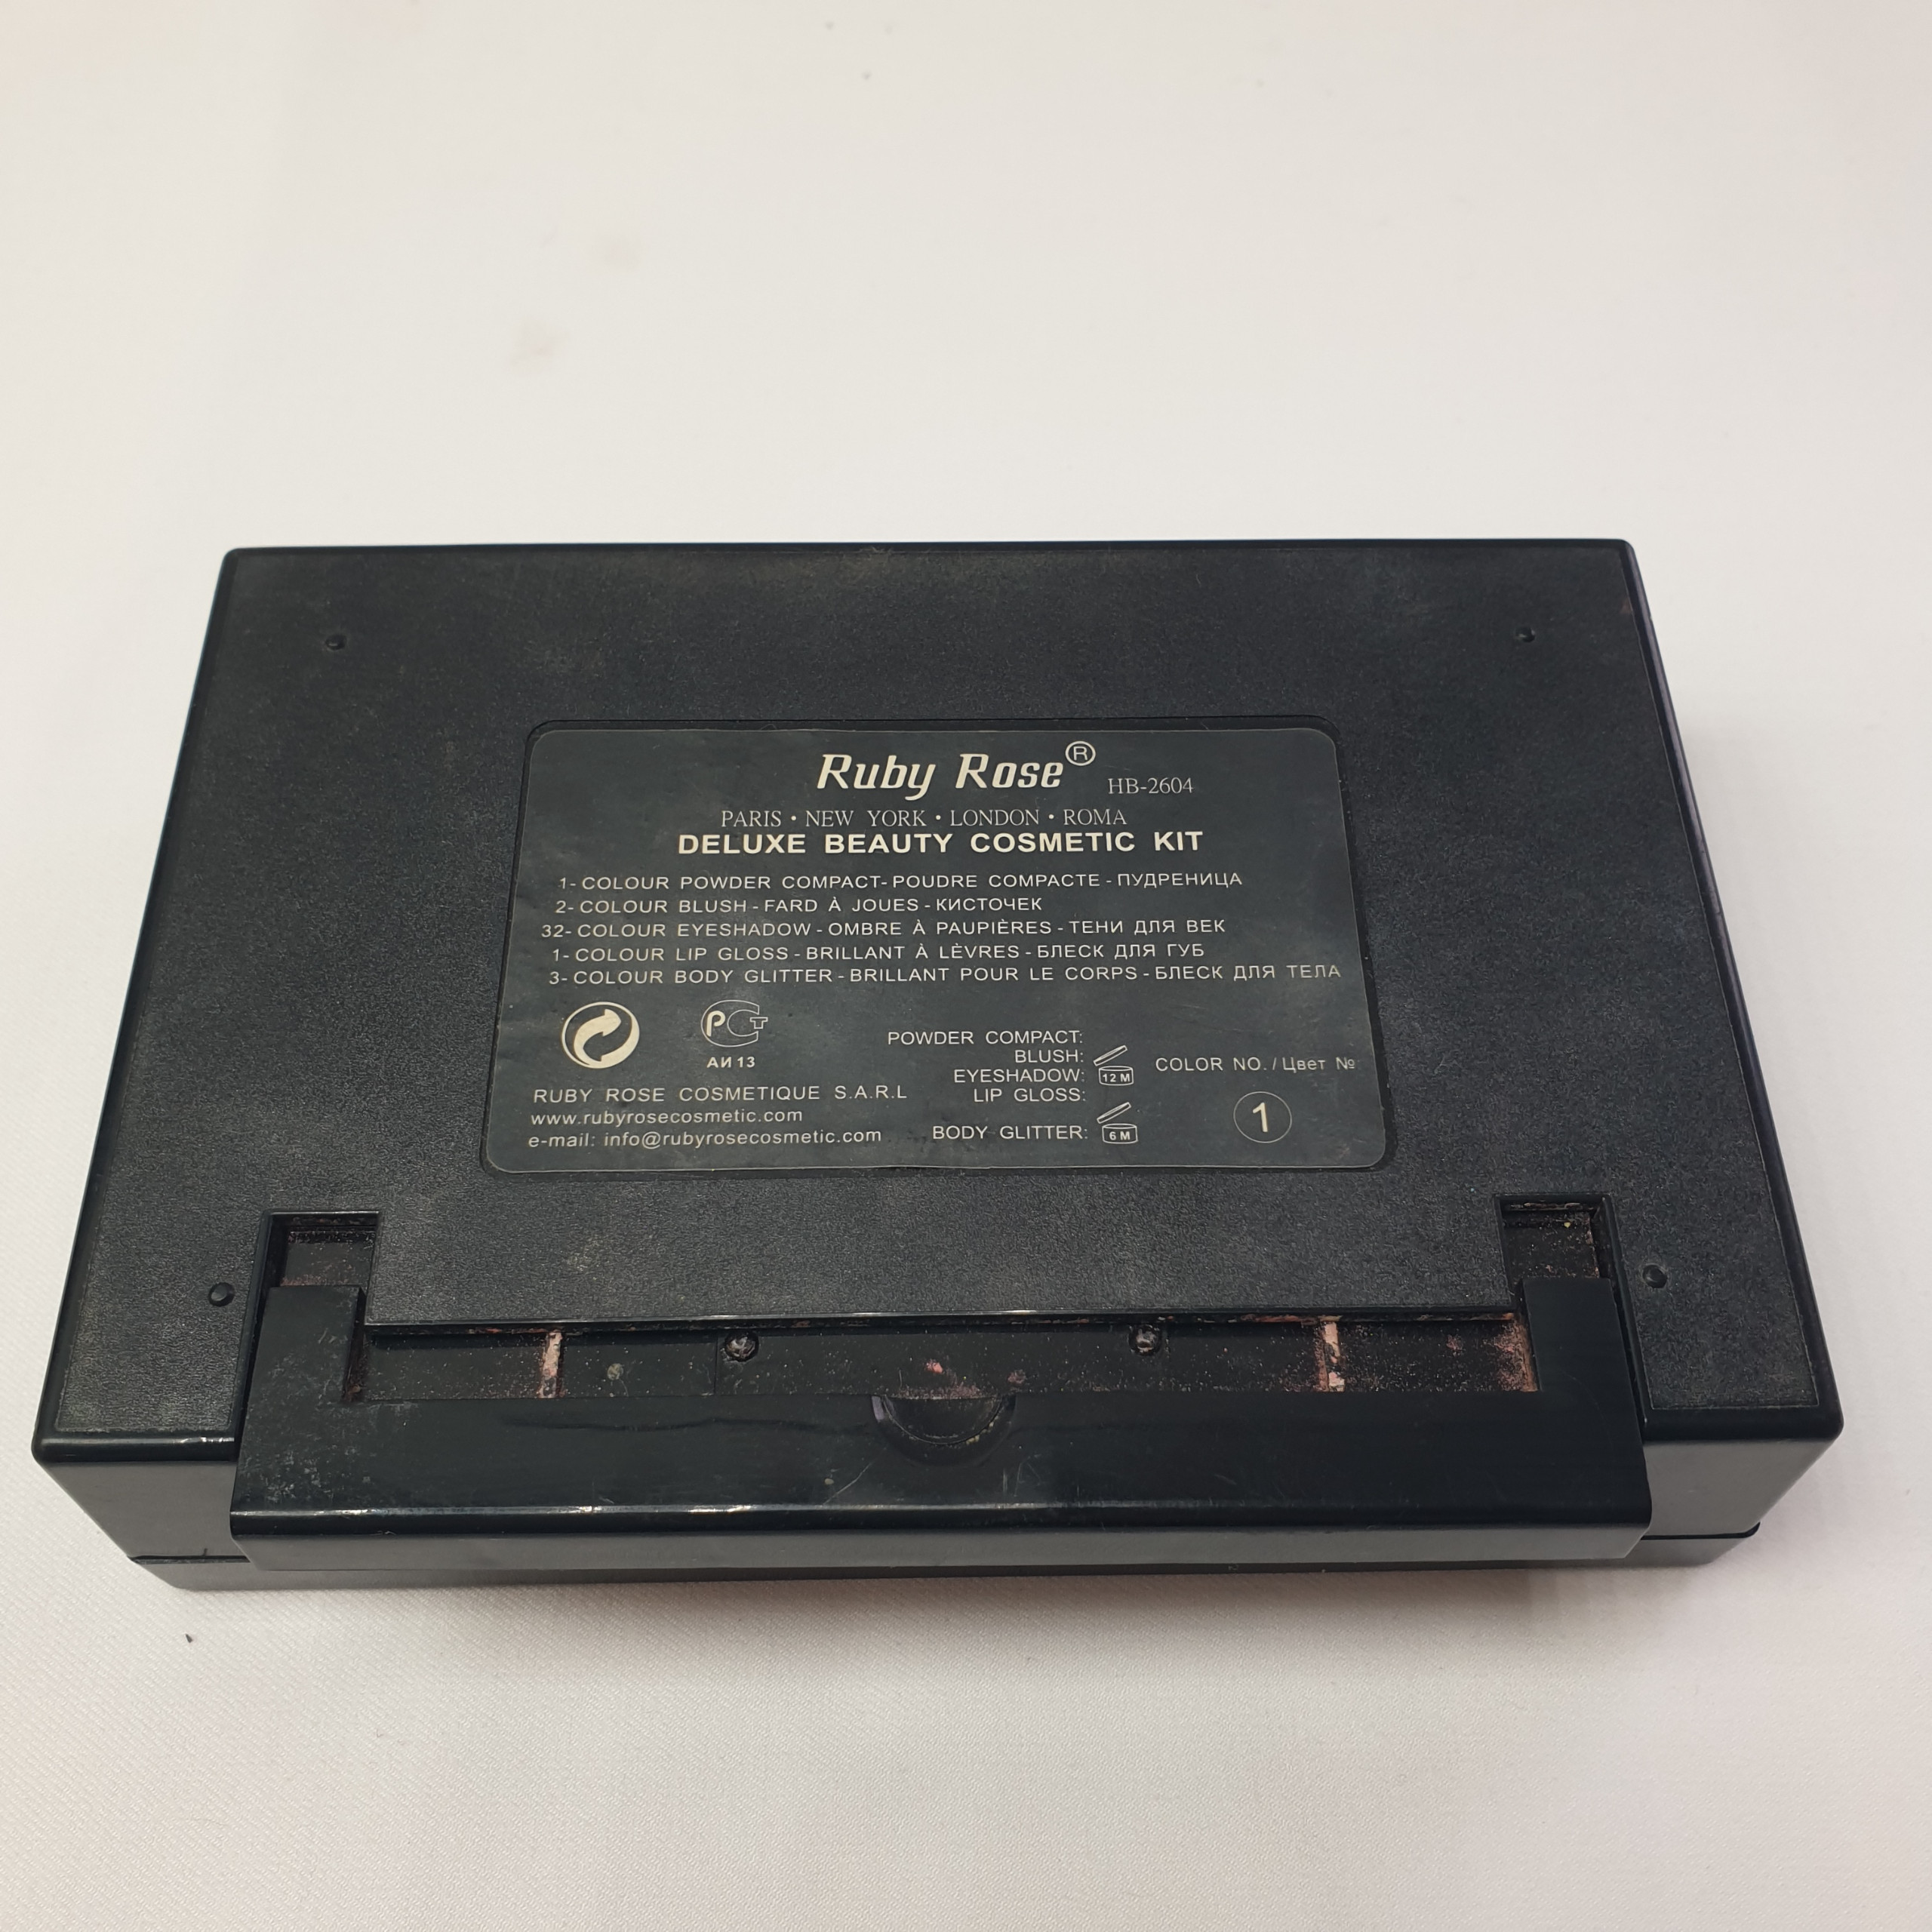 Ruby Rose® HB-2604
PARIS • NEW YORK • LONDON • ROMA
DELUXE BEAUTY COSMETIC KIT
1- COLOUR POWDER COMPACT- POUDRE COMPACTE - ПУДРЕНИЦА
2- COLOUR BLUSH - FARD À JOUES - КИСТОЧЕК
32- COLOUR EYESHADOW - OMBRE À PAUPIÈRES - ТЕНИ ДЛЯ ВЕК
1- COLOUR LIP GLOSS - BRILLANT À LÈVRES - БЛЕСК ДЛЯ ГУБ
3- COLOUR BODY GLITTER - BRILLANT POUR LE CORPS - БЛЕСК ДЛЯ ТЕЛА
PCT
АИ 13
RUBY ROSE COSMETIQUE S.A.R.L
www.rubyrosecosmetic.com
e-mail: info@rubyrosecosmetic.com
POWDER COMPACT:
BLUSH:
EYESHADOW: 12 M
LIP GLOSS:
BODY GLITTER: 6 M
COLOR NO. / Цвет №
1